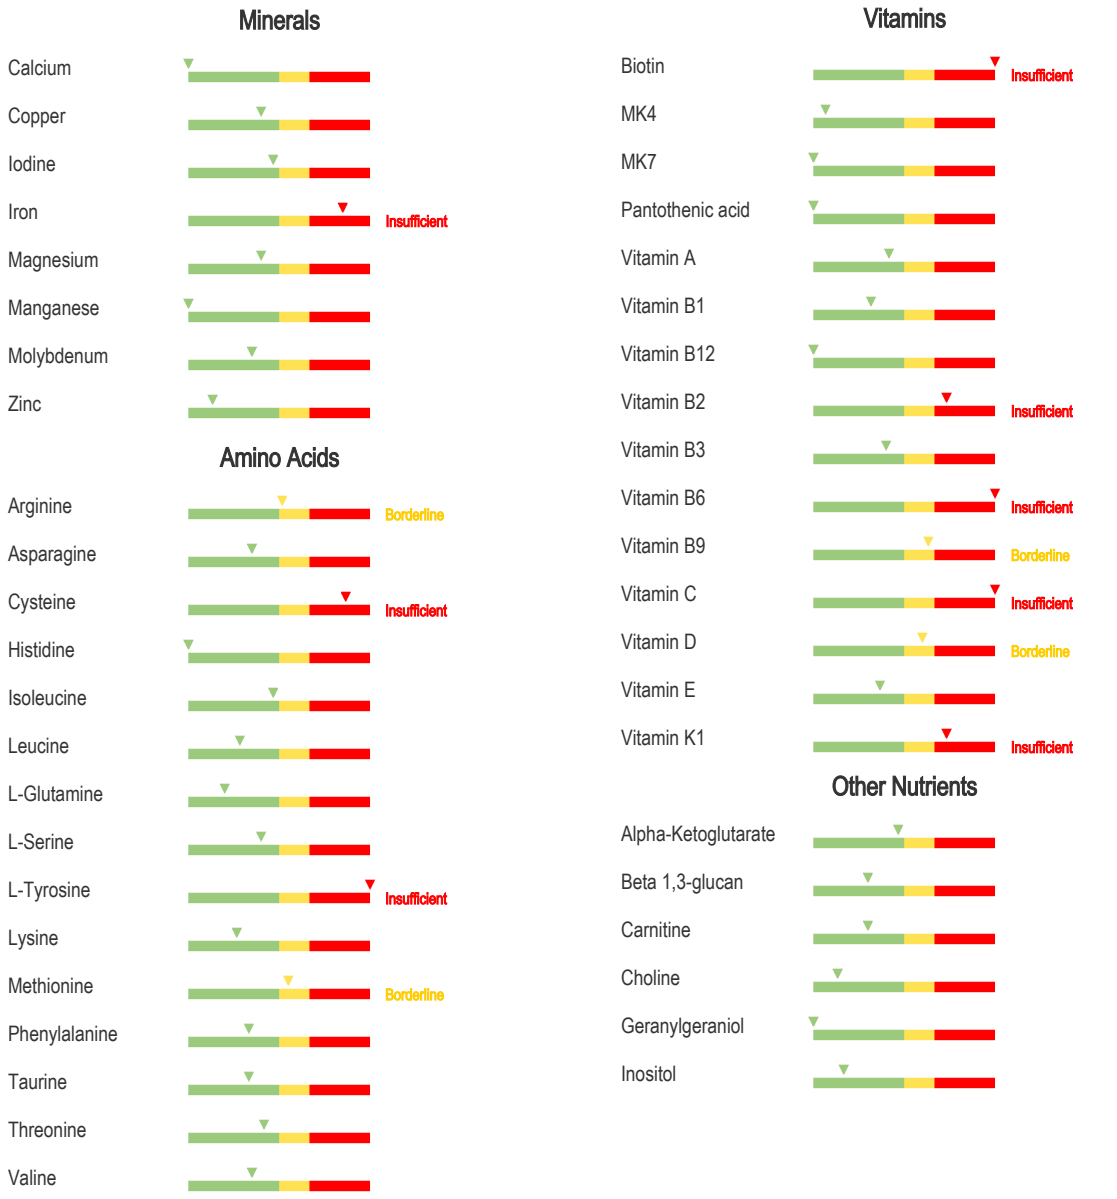 Minerals
Calcium
Copper
Iodine
Iron Insufficient
Magnesium
Manganese
Molybdenum
Zinc
Amino Acids
Arginine Borderline
Asparagine
Cysteine Insufficient
Histidine
Isoleucine
Leucine
L-Glutamine
L-Serine
L-Tyrosine Insufficient
Lysine
Methionine Borderline
Phenylalanine
Taurine
Threonine
Valine
Vitamins
Biotin Insufficient
MK4
MK7
Pantothenic acid
Vitamin A
Vitamin B1
Vitamin B12
Vitamin B2 Insufficient
Vitamin B3
Vitamin B6 Insufficient
Vitamin B9 Borderline
Vitamin C Insufficient
Vitamin D Borderline
Vitamin E
Vitamin K1 Insufficient
Other Nutrients
Alpha-Ketoglutarate
Beta 1,3-glucan
Carnitine
Choline
Geranylgeraniol
Inositol